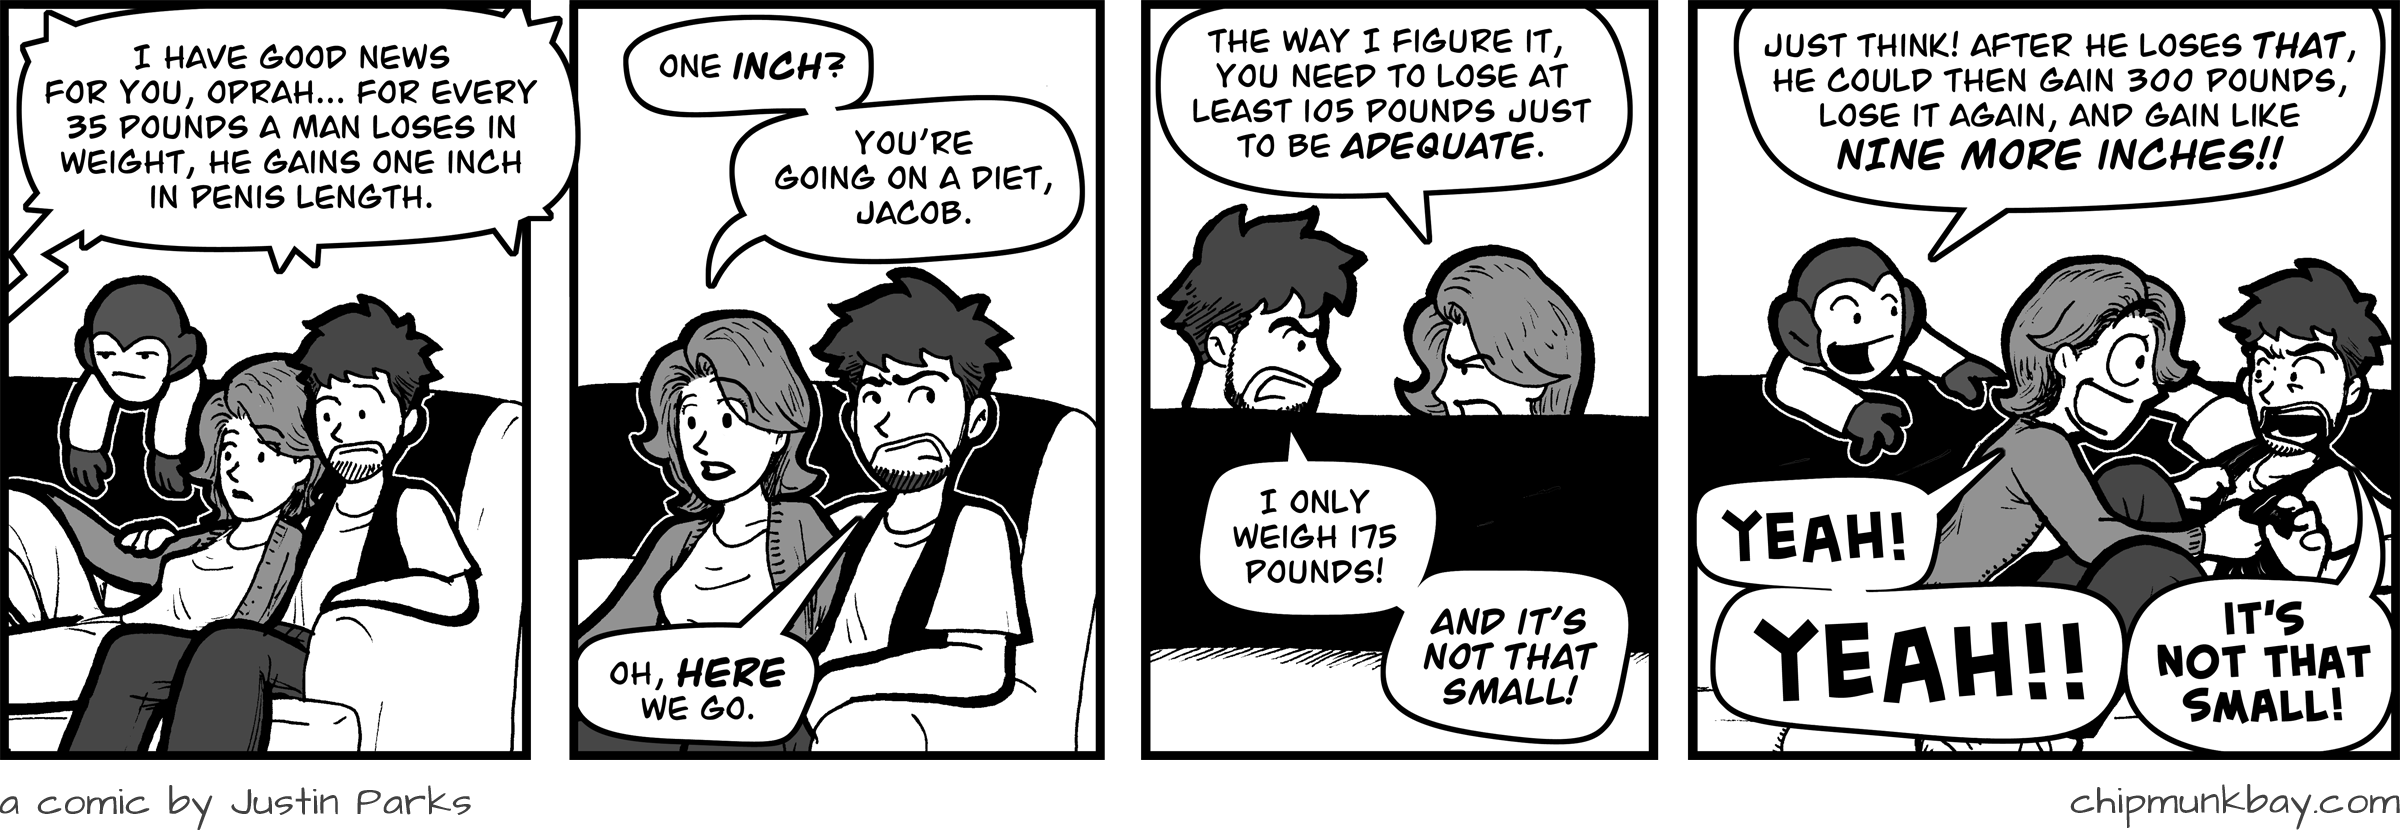 I HAVE GOOD NEWS
FOR YOU, OPRAH... FOR EVERY
35 POUNDS A MAN LOSES IN
WEIGHT, HE GAINS ONE INCH
IN PENIS LENGTH.
ONE INCH?
YOU'RE
GOING ON A DIET,
JACOB.
OH, HERE
WE GO.
THE WAY I FIGURE IT,
YOU NEED TO LOSE AT
LEAST 105 POUNDS JUST
TO BE ADEQUATE.
I ONLY
WEIGH 175
POUNDS!
AND IT'S
NOT THAT
SMALL!
JUST THINK! AFTER HE LOSES THAT,
HE COULD THEN GAIN 300 POUNDS,
LOSE IT AGAIN, AND GAIN LIKE
NINE MORE INCHES!!
YEAH!
YEAH!!
IT'S
NOT THAT
SMALL!
a comic by Justin Parks
chipmunkbay.com